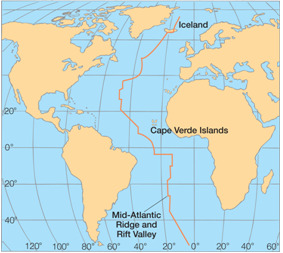 Iceland
20°
Cape Verde Islands
0°
20°
Mid-Atlantic
Ridge and
Rift Valley
40°
120° 100° 80° 60° 40° 20° 0° 20° 40° 60°